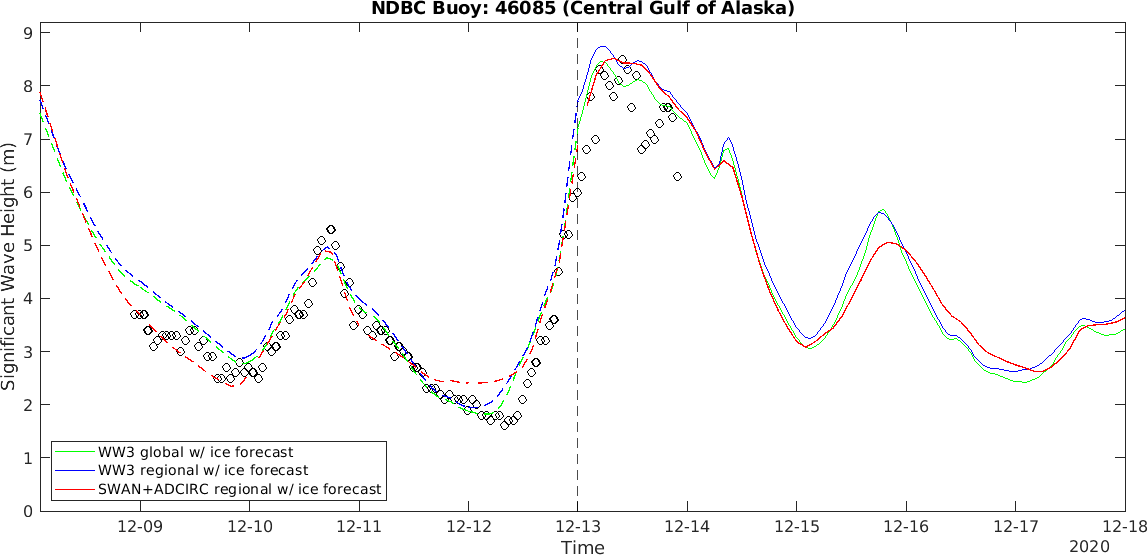 NDBC Buoy: 46085 (Central Gulf of Alaska)
Significant Wave Height (m)
9
8
7
6
5
4
3
2
1
0
WW3 global w/ ice forecast
WW3 regional w/ ice forecast
SWAN+ADCIRC regional w/ ice forecast
12-09 12-10 12-11 12-12 12-13 12-14 12-15 12-16 12-17 12-18
Time
2020